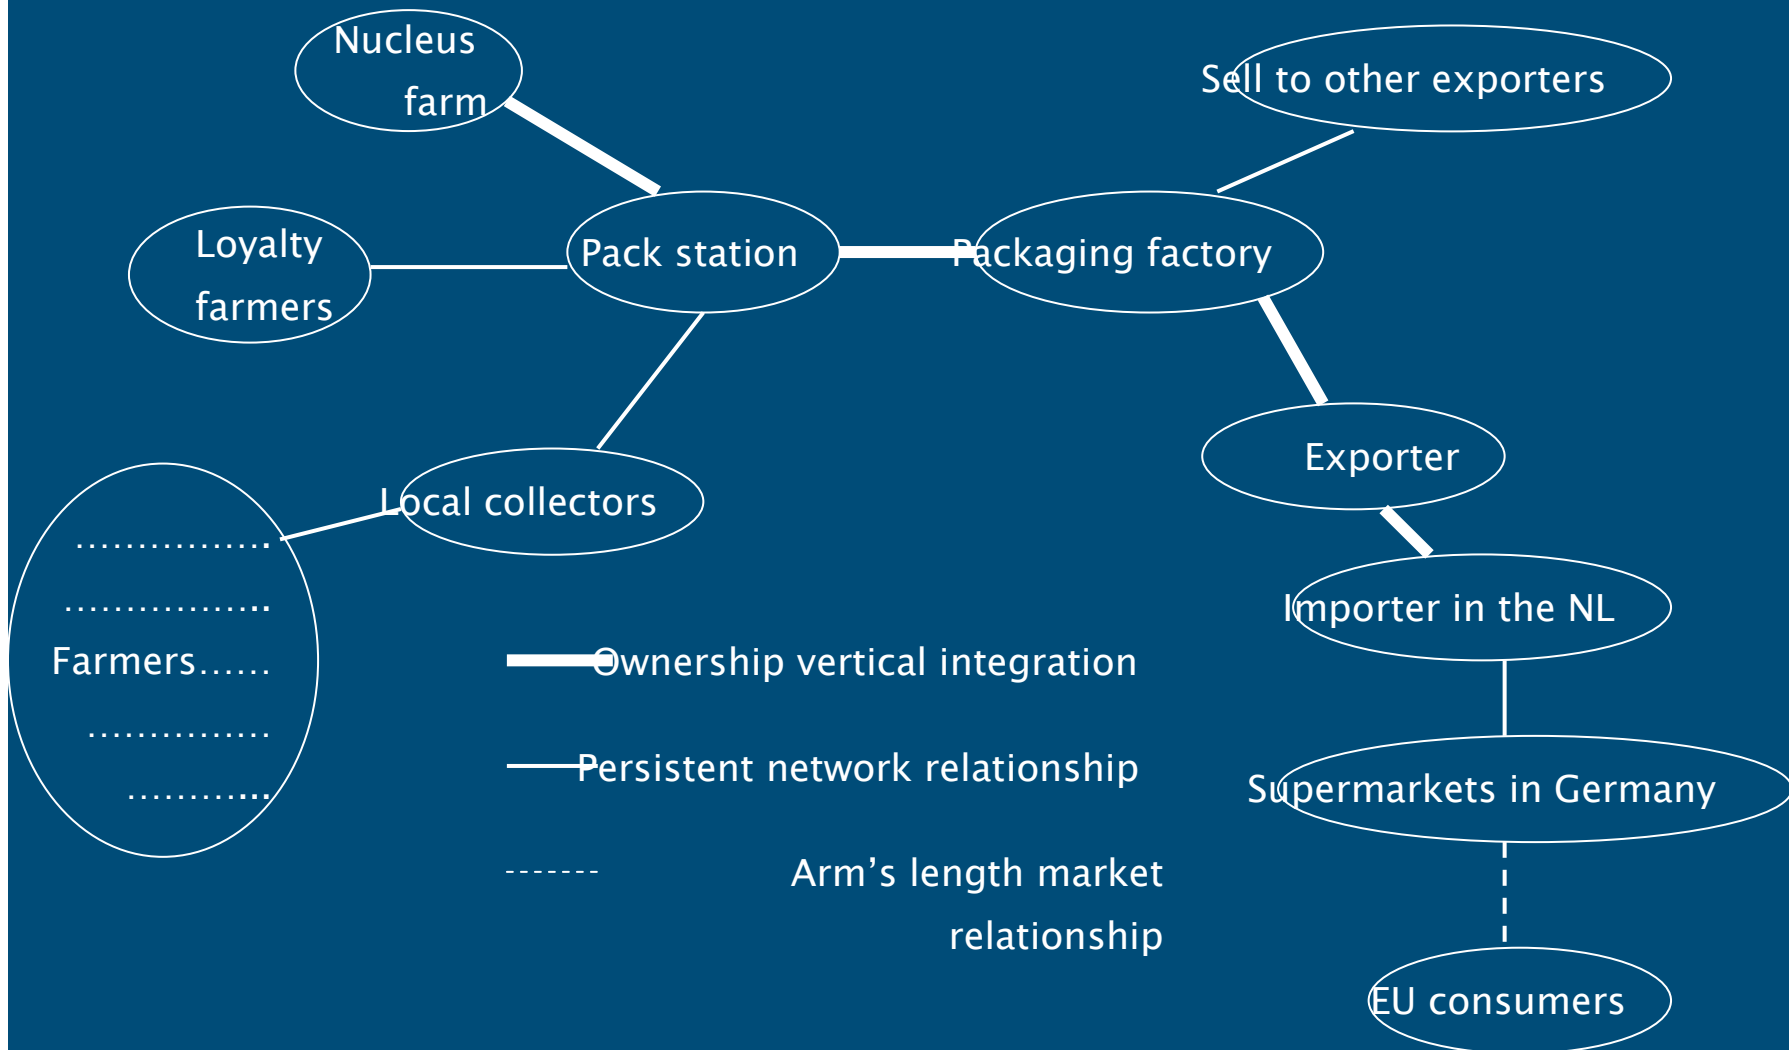 Nucleus
farm
Sell to other exporters
Loyalty
farmers
Pack station
Packaging factory
Exporter
Local collectors
…………….
……………..
Farmers……
……………
………...
Importer in the NL
Supermarkets in Germany
EU consumers
Ownership vertical integration
Persistent network relationship
Arm’s length market
relationship